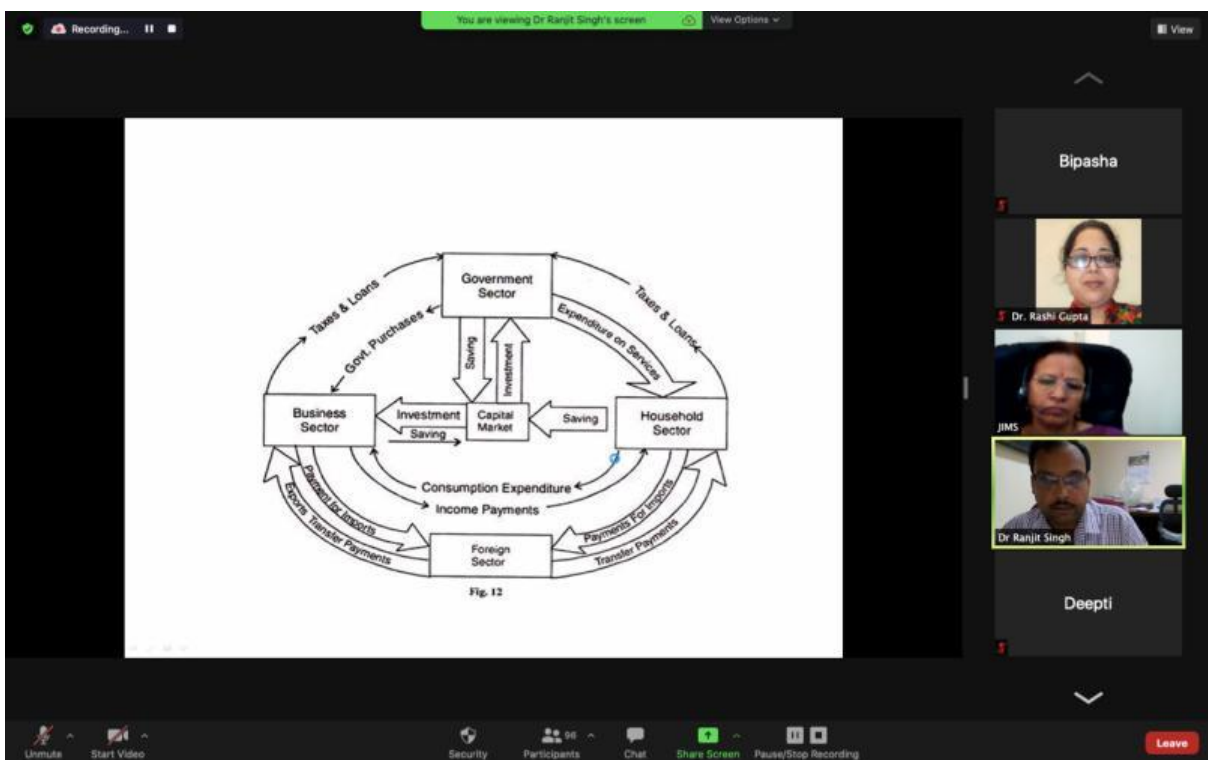 Recording...
You are viewing Dr Ranjit Singh's screen
View Options
View
Bipasha
Dr. Rashi Gupta
JIMS
Dr Ranjit Singh
Deepti
Government
Sector
Taxes & Loans
Govt. Purchases
Saving
Investment
Expenditure on Services
Taxes & Loans
Business
Sector
Investment
Saving
Capital
Market
Saving
Household
Sector
Consumption Expenditure
Income Payments
Payment for Imports
Exports Transfer Payments
Payments For Imports
Transfer Payments
Foreign
Sector
Fig. 12
Unmute
Start Video
Security
Participants
96
Chat
Share Screen
Pause/Stop Recording
Leave